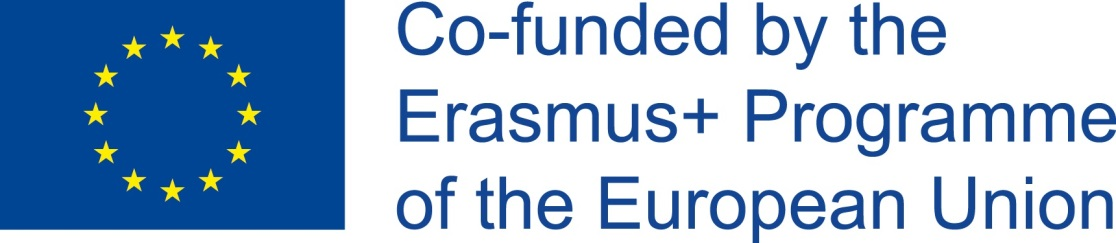 Co-funded by the
Erasmus+ Programme
of the European Union